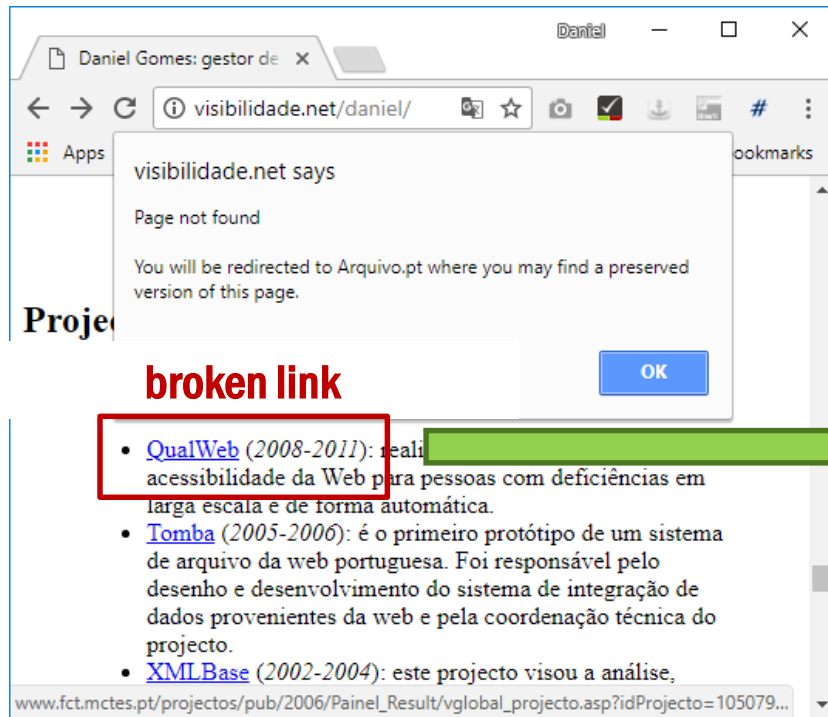 Daniel
Daniel Gomes: gestor de
visibilidade.net/daniel/
#
Apps
ookmarks
visibilidade.net says
Page not found
You will be redirected to Arquivo.pt where you may find a preserved
version of this page.
Projec
OK
broken link
• QualWeb (2008-2011): reali
acessibilidade da Web para pessoas com deficiências em
larga escala e de forma automática.
• Tomba (2005-2006): é o primeiro protótipo de um sistema
de arquivo da web portuguesa. Foi responsável pelo
desenho e desenvolvimento do sistema de integração de
dados provenientes da web e pela coordenação técnica do
projecto.
• XMLBase (2002-2004): este projecto visou a análise,
www.fct.mctes.pt/projectos/pub/2006/Painel_Result/vglobal_projecto.asp?idProjecto=105079...